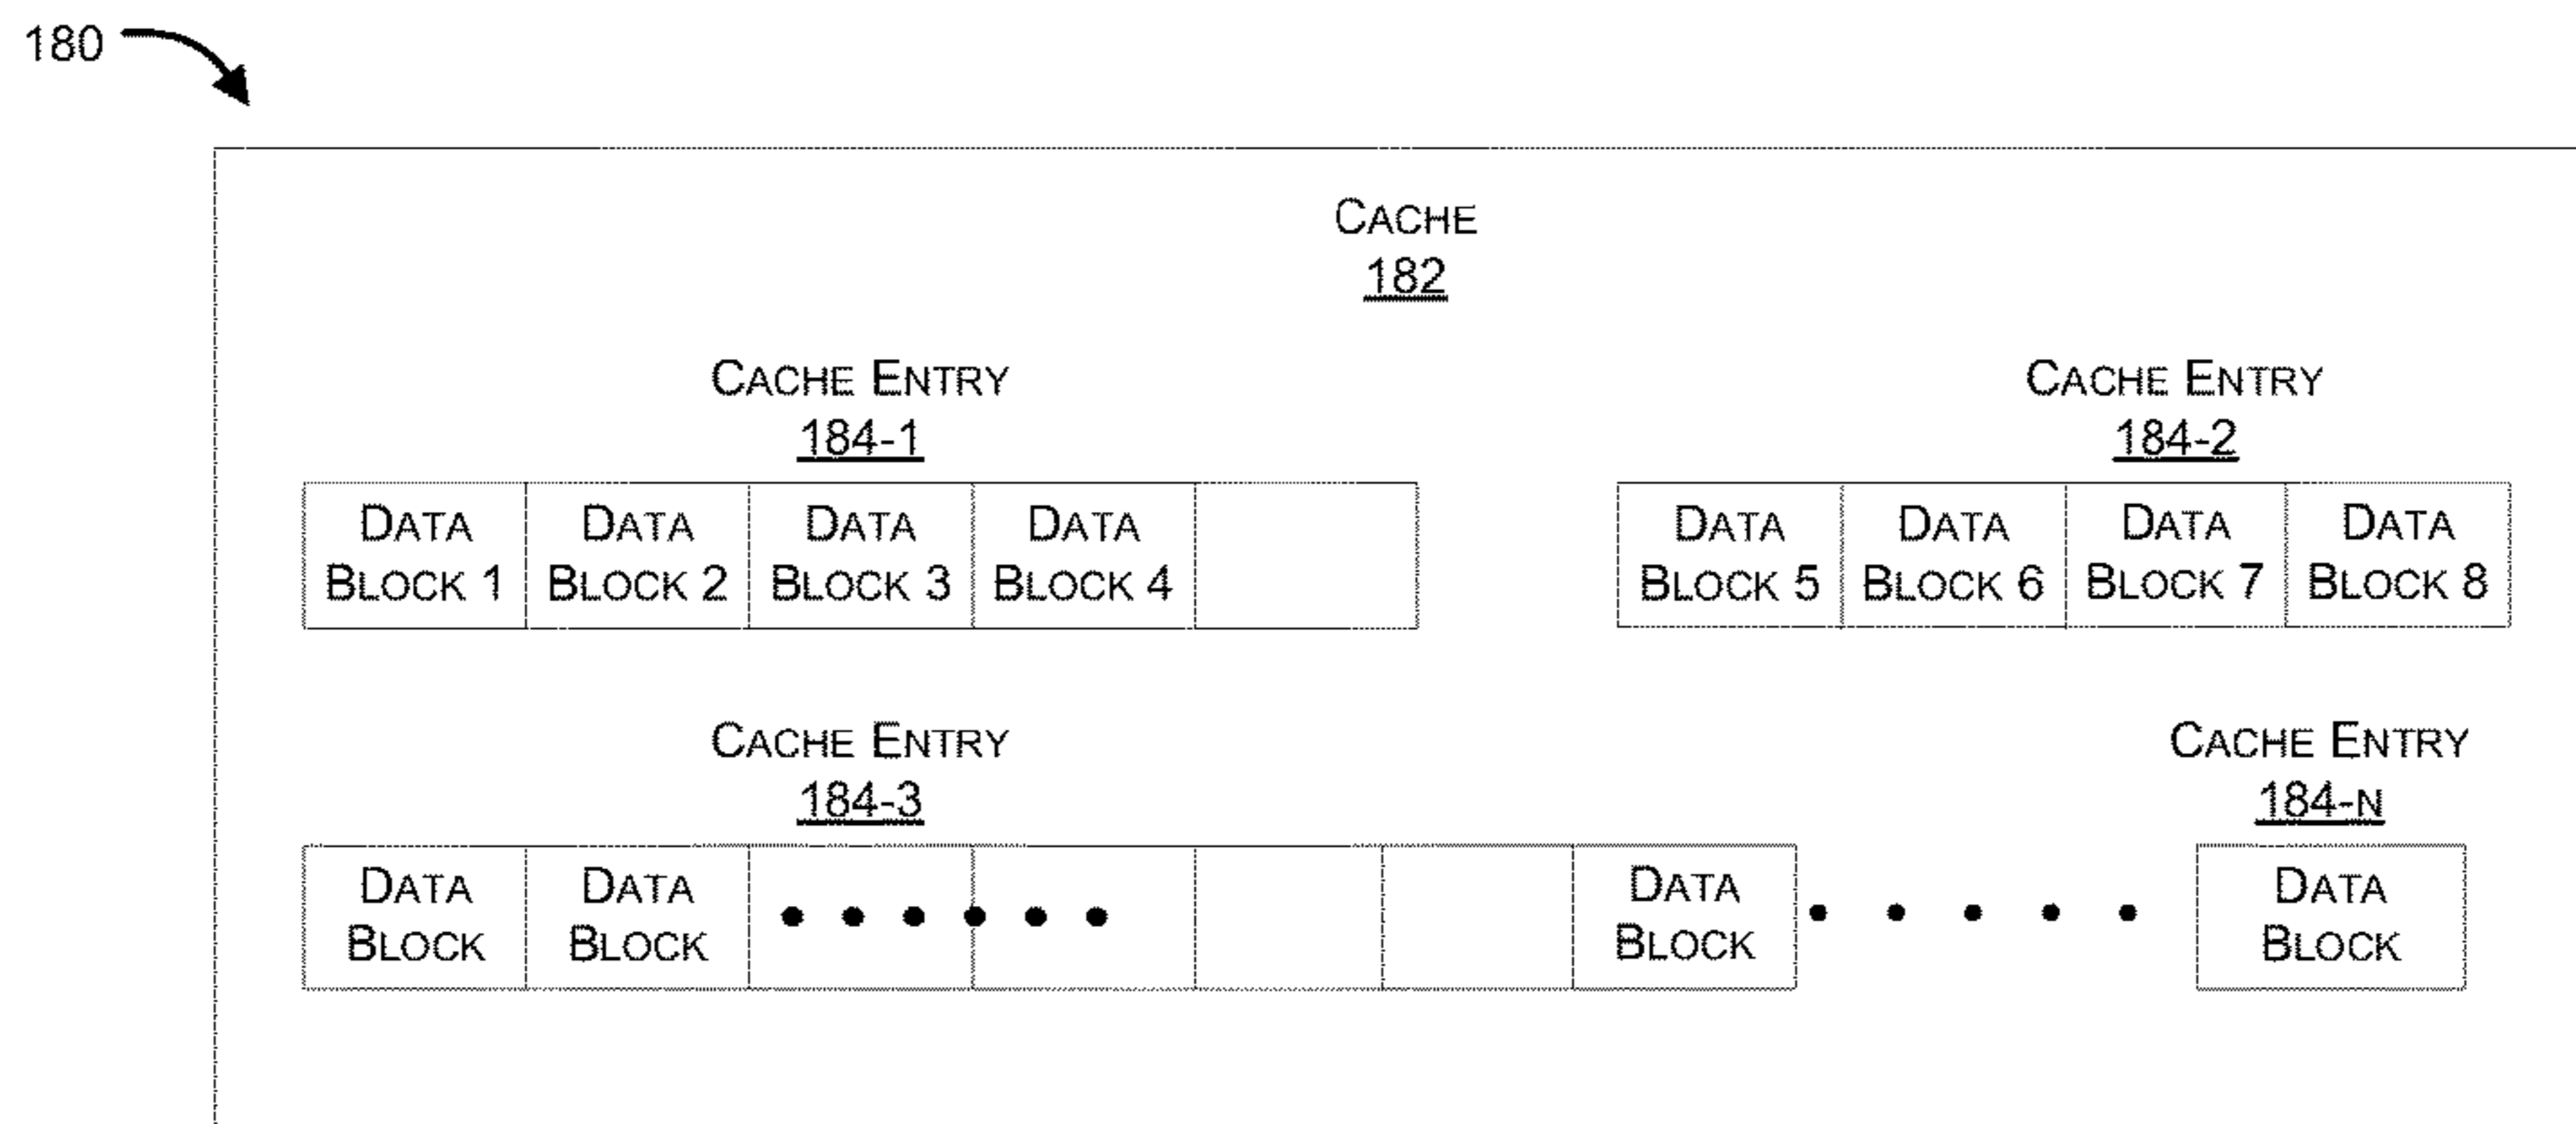 180
CACHE
182
CACHE ENTRY
184-1
CACHE ENTRY
184-2
DATA BLOCK 1
DATA BLOCK 2
DATA BLOCK 3
DATA BLOCK 4
DATA BLOCK 5
DATA BLOCK 6
DATA BLOCK 7
DATA BLOCK 8
CACHE ENTRY
184-3
CACHE ENTRY
184-N
DATA BLOCK
DATA BLOCK
DATA BLOCK
DATA BLOCK